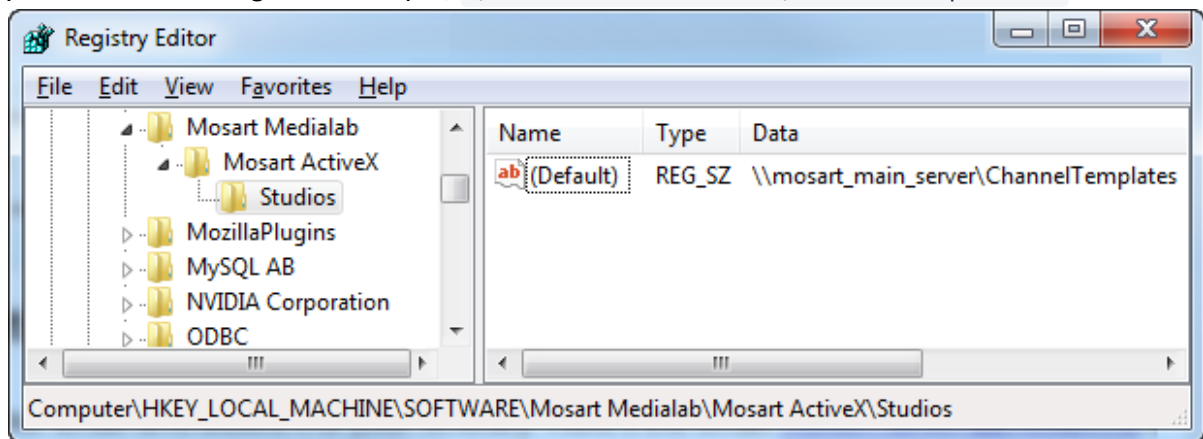 Registry Editor
File Edit View Favorites Help
Mosart Medialab
Mosart ActiveX
Studios
MozillaPlugins
MySQL AB
NVIDIA Corporation
ODBC
Name Type Data
ab (Default) REG_SZ \\mosart_main_server\ChannelTemplates
Computer\HKEY_LOCAL_MACHINE\SOFTWARE\Mosart Medialab\Mosart ActiveX\Studios